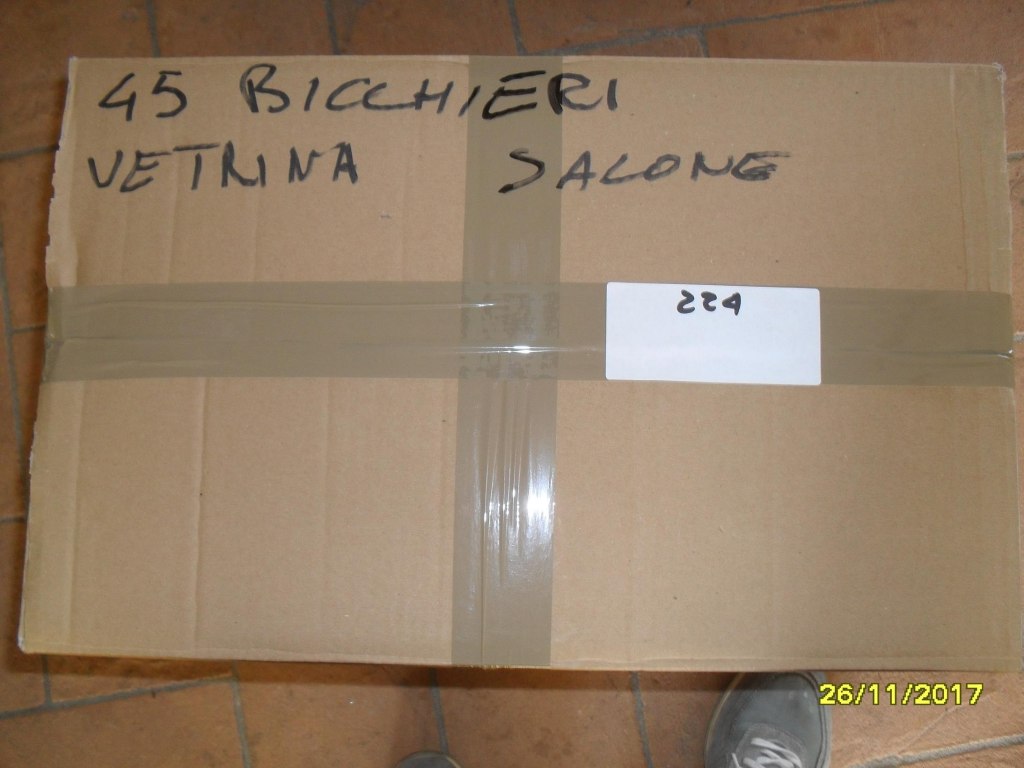 45 BICCHIERI
VETRINA SALONE
224
26/11/2017